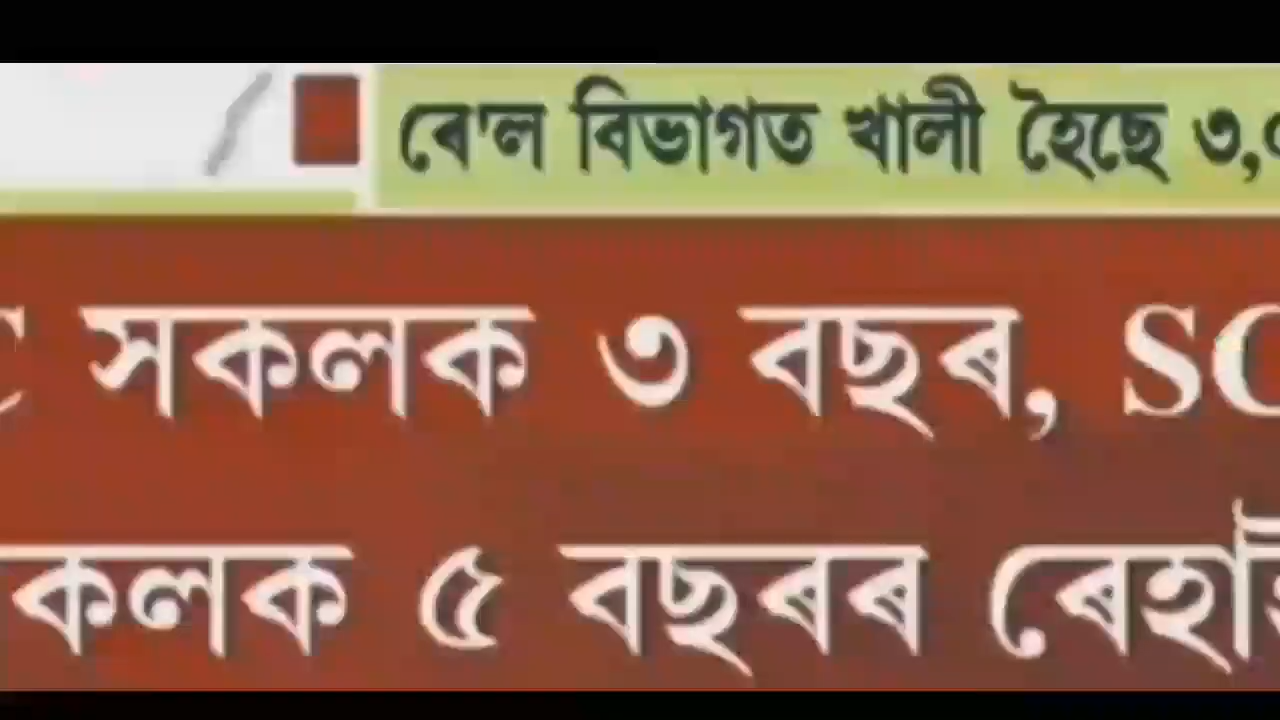 ৰে'ল বিভাগত খালী হৈছে ৩,
সকলক ৩ বছৰ, SC
কলক ৫ বছৰৰ ৰেহাই